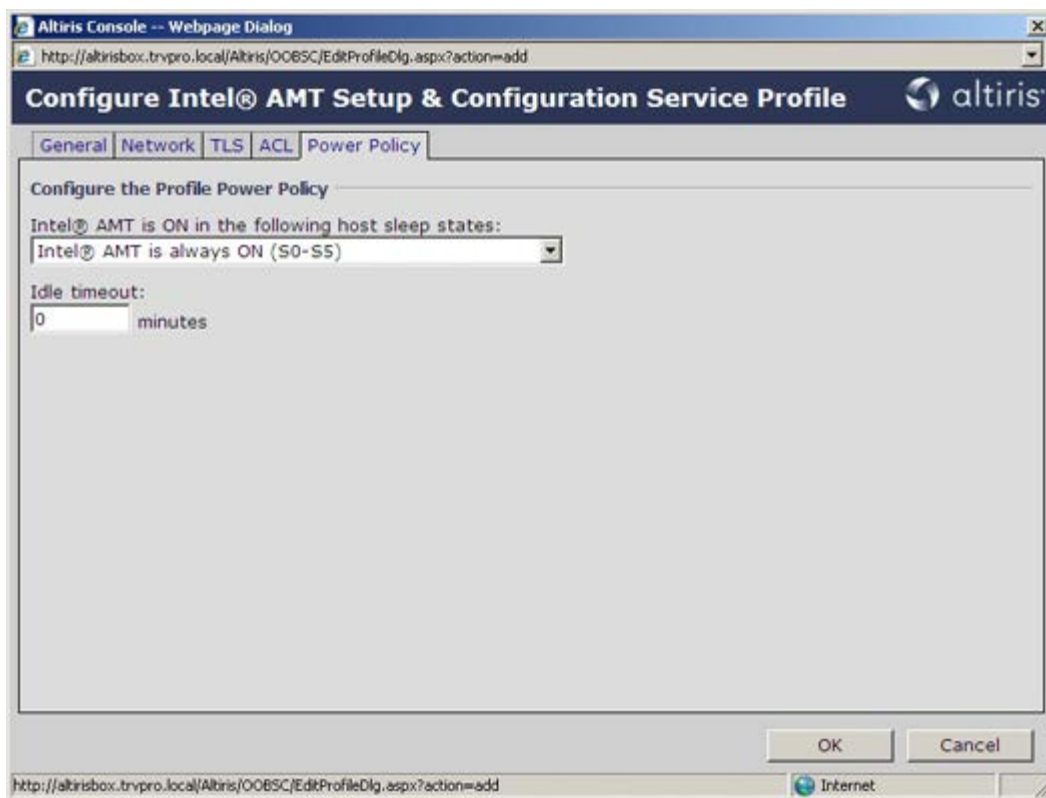 Altiris Console -- Webpage Dialog
http://altirisbox.trvpro.local/Altiris/OOBSC/EditProfileDlg.aspx?action=add
Configure Intel® AMT Setup & Configuration Service Profile altiris
General Network TLS ACL Power Policy
Configure the Profile Power Policy
Intel® AMT is ON in the following host sleep states:
Intel® AMT is always ON (S0-S5)
Idle timeout:
0 minutes
OK Cancel
http://altirisbox.trvpro.local/Altiris/OOBSC/EditProfileDlg.aspx?action=add Internet